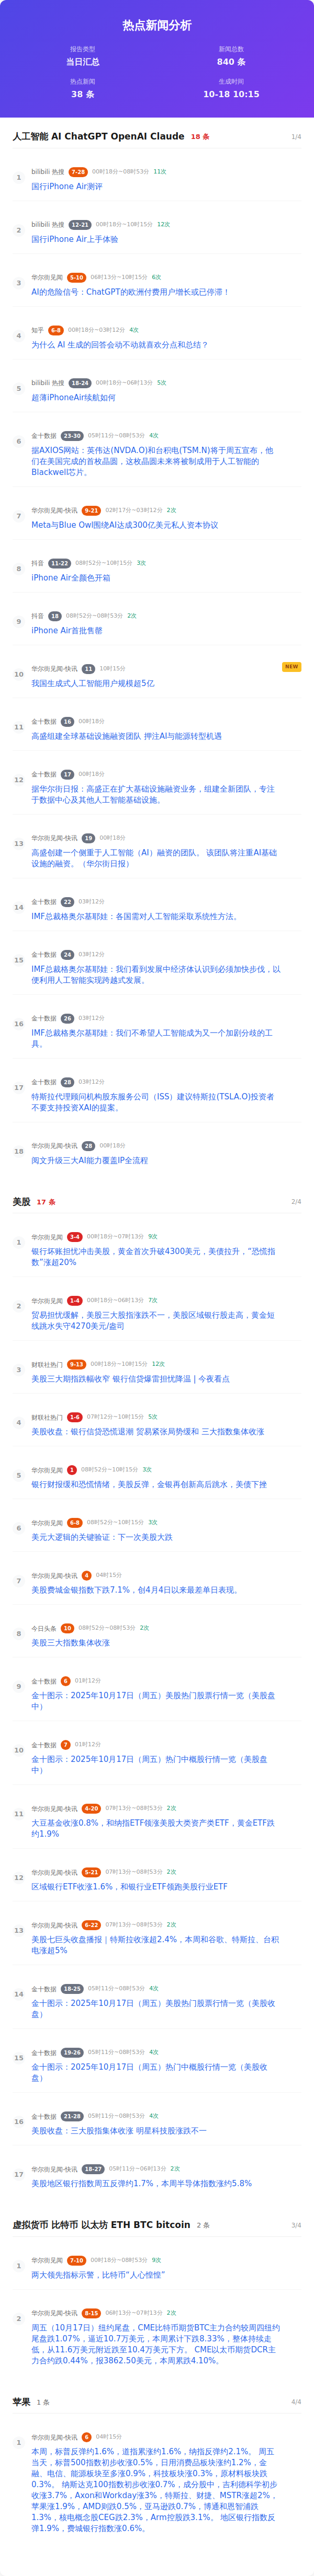 热点新闻分析
报告类型
当日汇总
新闻总数
840 条
热点新闻
38 条
生成时间
10-18 10:15
人工智能 AI ChatGPT OpenAI Claude 18 条 1/4
1
bilibili 热搜 7-28 00时18分~08时53分 11次
国行iPhone Air测评
2
bilibili 热搜 12-21 00时18分~10时15分 12次
国行iPhone Air上手体验
3
华尔街见闻 5-10 06时13分~10时15分 6次
AI的危险信号：ChatGPT的欧洲付费用户增长或已停滞！
4
知乎 6-8 00时18分~03时12分 4次
为什么 AI 生成的回答会动不动就喜欢分点和总结？
5
bilibili 热搜 18-24 00时18分~06时13分 5次
超薄iPhoneAir续航如何
6
金十数据 23-30 05时11分~08时53分 4次
据AXIOS网站：英伟达(NVDA.O)和台积电(TSM.N)将于周五宣布，他
们在美国完成的首枚晶圆，这枚晶圆未来将被制成用于人工智能的
Blackwell芯片。
7
华尔街见闻 9-21 02时17分~03时12分 2次
Meta与Blue Owl围绕AI达成300亿美元私人资本协议
8
抖音 11-22 08时52分~10时15分 3次
iPhone Air全颜色开箱
9
抖音 18 08时52分~08时53分 2次
iPhone Air首批售罄
10
华尔街见闻-快讯 11 10时15分
NEW
我国生成式人工智能用户规模超5亿
11
金十数据 16 00时18分
高盛组建全球基础设施融资团队 押注AI与能源转型机遇
12
金十数据 17 00时18分
据华尔街日报：高盛正在扩大基础设施融资业务，组建全新团队，专注
于数据中心及其他人工智能基础设施。
13
华尔街见闻-快讯 19 00时18分
高盛创建一个侧重于人工智能（AI）融资的团队。 该团队将注重AI基础
设施的融资。（华尔街日报）
14
金十数据 22 03时12分
IMF总裁格奥尔基耶娃：各国需对人工智能采取系统性方法。
15
金十数据 24 03时12分
IMF总裁格奥尔基耶娃：我们看到发展中经济体认识到必须加快步伐，以
便利用人工智能实现跨越式发展。
16
金十数据 26 03时12分
IMF总裁格奥尔基耶娃：我们不希望人工智能成为又一个加剧分歧的工
具。
17
金十数据 28 03时12分
特斯拉代理顾问机构股东服务公司（ISS）建议特斯拉(TSLA.O)投资者
不要支持投资XAI的提案。
18
华尔街见闻-快讯 28 00时18分
阅文升级三大AI能力覆盖IP全流程
美股 17 条 2/4
1
华尔街见闻 3-4 00时18分~07时13分 9次
银行坏账担忧冲击美股，黄金首次升破4300美元，美债拉升，“恐慌指
数”涨超20%
2
华尔街见闻 1-4 00时18分~06时13分 7次
贸易担忧缓解，美股三大股指涨跌不一，美股区域银行股走高，黄金短
线跳水失守4270美元/盎司
3
财联社热门 9-13 00时18分~10时15分 12次
美股三大期指跌幅收窄 银行信贷爆雷担忧降温 | 今夜看点
4
财联社热门 1-6 07时12分~10时15分 5次
美股收盘：银行信贷恐慌退潮 贸易紧张局势缓和 三大指数集体收涨
5
华尔街见闻 1 08时52分~10时15分 3次
银行财报缓和恐慌情绪，美股反弹，金银再创新高后跳水，美债下挫
6
华尔街见闻 6-8 08时52分~10时15分 3次
美元大逻辑的关键验证：下一次美股大跌
7
华尔街见闻-快讯 4 04时15分
美股费城金银指数下跌7.1%，创4月4日以来最差单日表现。
8
今日头条 10 08时52分~08时53分 2次
美股三大指数集体收涨
9
金十数据 6 01时12分
金十图示：2025年10月17日（周五）美股热门股票行情一览（美股盘
中）
10
金十数据 7 01时12分
金十图示：2025年10月17日（周五）热门中概股行情一览（美股盘
中）
11
华尔街见闻-快讯 4-20 07时13分~08时53分 2次
大豆基金收涨0.8%，和纳指ETF领涨美股大类资产类ETF，黄金ETF跌
约1.9%
12
华尔街见闻-快讯 5-21 07时13分~08时53分 2次
区域银行ETF收涨1.6%，和银行业ETF领跑美股行业ETF
13
华尔街见闻-快讯 6-22 07时13分~08时53分 2次
美股七巨头收盘播报｜特斯拉收涨超2.4%，本周和谷歌、特斯拉、台积
电涨超5%
14
金十数据 18-25 05时11分~08时53分 4次
金十图示：2025年10月17日（周五）美股热门股票行情一览（美股收
盘）
15
金十数据 19-26 05时11分~08时53分 4次
金十图示：2025年10月17日（周五）热门中概股行情一览（美股收
盘）
16
金十数据 21-28 05时11分~08时53分 4次
美股收盘：三大股指集体收涨 明星科技股涨跌不一
17
华尔街见闻-快讯 18-27 05时11分~06时13分 2次
美股地区银行指数周五反弹约1.7%，本周半导体指数涨约5.8%
虚拟货币 比特币 以太坊 ETH BTC bitcoin 2 条 3/4
1
华尔街见闻 7-10 00时18分~08时53分 9次
两大领先指标示警，比特币“人心惶惶”
2
华尔街见闻-快讯 8-15 06时13分~07时13分 2次
周五（10月17日）纽约尾盘，CME比特币期货BTC主力合约较周四纽约
尾盘跌1.07%，逼近10.7万美元，本周累计下跌8.33%，整体持续走
低，从11.6万美元附近跌至10.4万美元下方。 CME以太币期货DCR主
力合约跌0.44%，报3862.50美元，本周累跌4.10%。
苹果 1 条 4/4
1
华尔街见闻-快讯 6 04时15分
本周，标普反弹约1.6%，道指累涨约1.6%，纳指反弹约2.1%。 周五
当天，标普500指数初步收涨0.5%，日用消费品板块涨约1.2%，金
融、电信、能源板块至多涨0.9%，科技板块涨0.3%，原材料板块跌
0.3%。 纳斯达克100指数初步收涨0.7%，成分股中，吉利德科学初步
收涨3.7%，Axon和Workday涨3%，特斯拉、财捷、MSTR涨超2%，
苹果涨1.9%，AMD则跌0.5%，亚马逊跌0.7%，博通和恩智浦跌
1.3%，核电概念股CEG跌2.3%，Arm控股跌3.1%。 地区银行指数反
弹1.9%，费城银行指数涨0.6%。